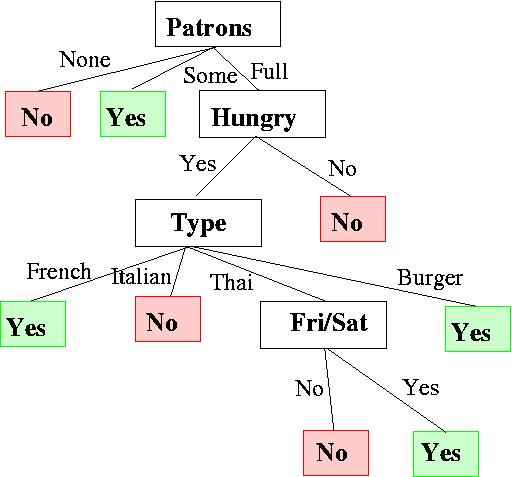 Patrons
None
Some
Full
No
Yes
Hungry
Yes
No
Type
No
French
Italian
Thai
Burger
Yes
No
Fri/Sat
Yes
No
Yes
No
Yes